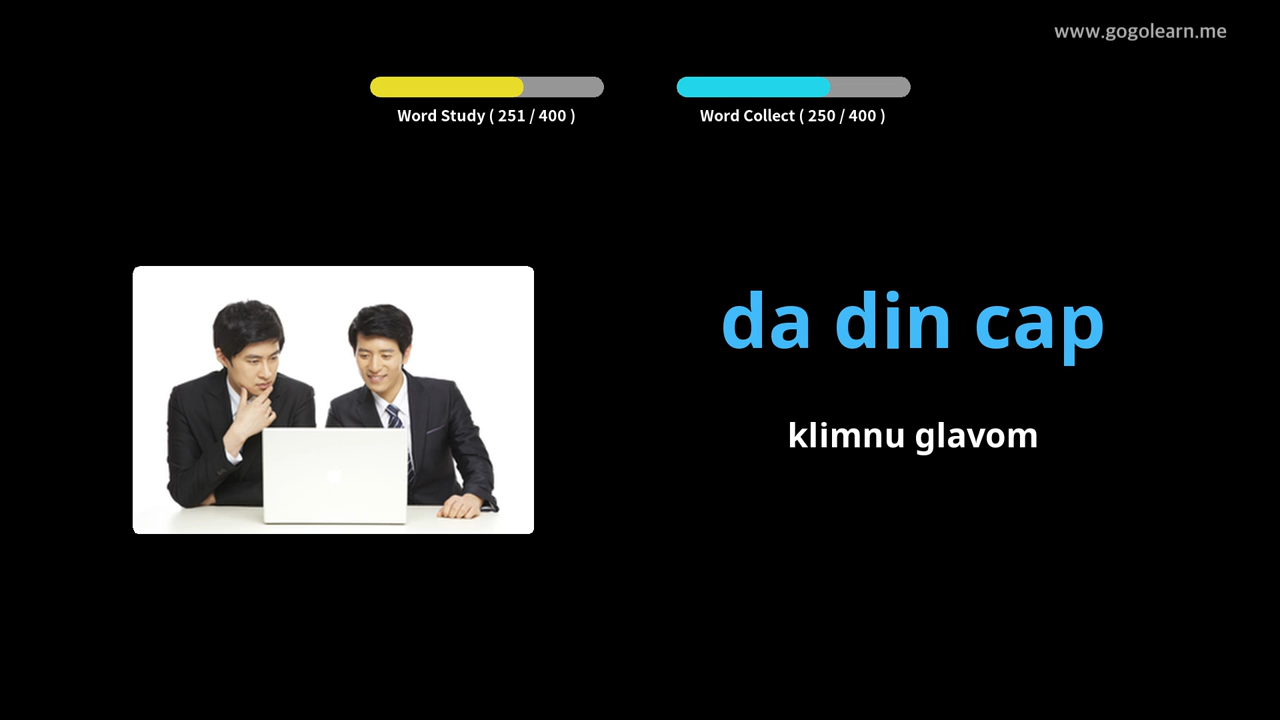 www.gogolearn.me
Word Study ( 251 / 400 )
Word Collect ( 250 / 400 )
da din cap
klimnu glavom